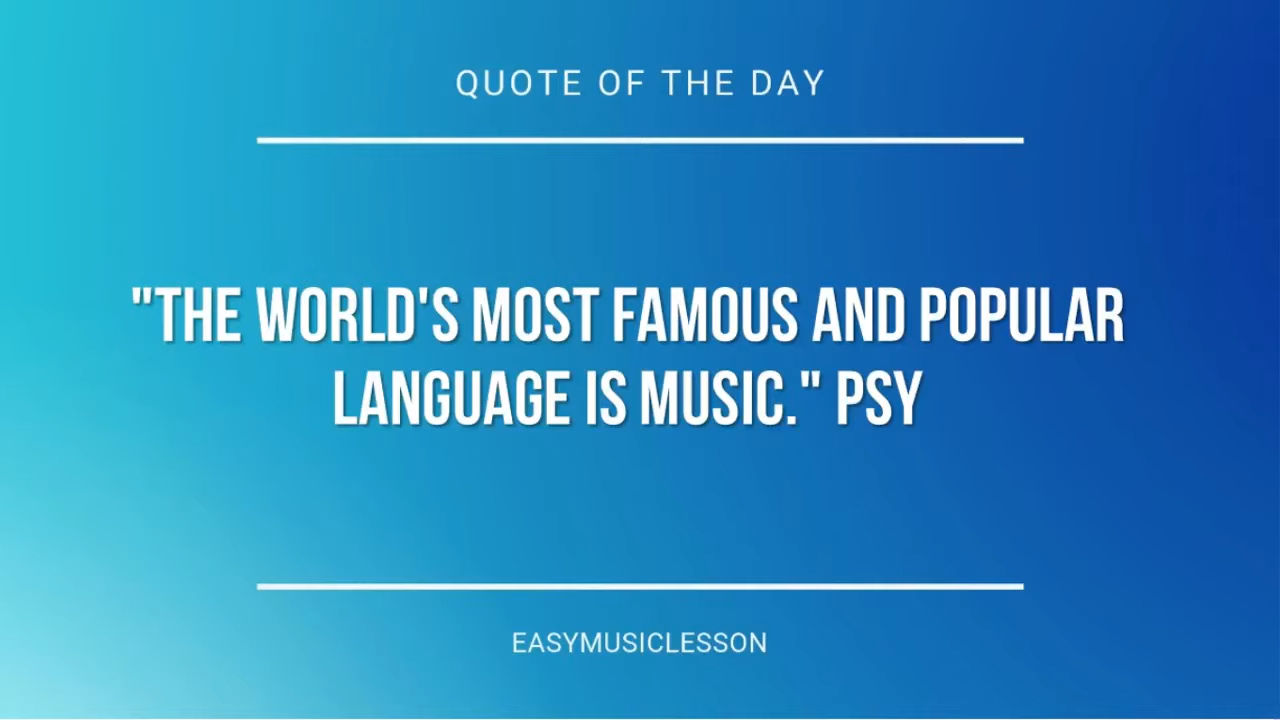 QUOTE OF THE DAY
"THE WORLD'S MOST FAMOUS AND POPULAR
LANGUAGE IS MUSIC." PSY
EASYMUSICLESSON